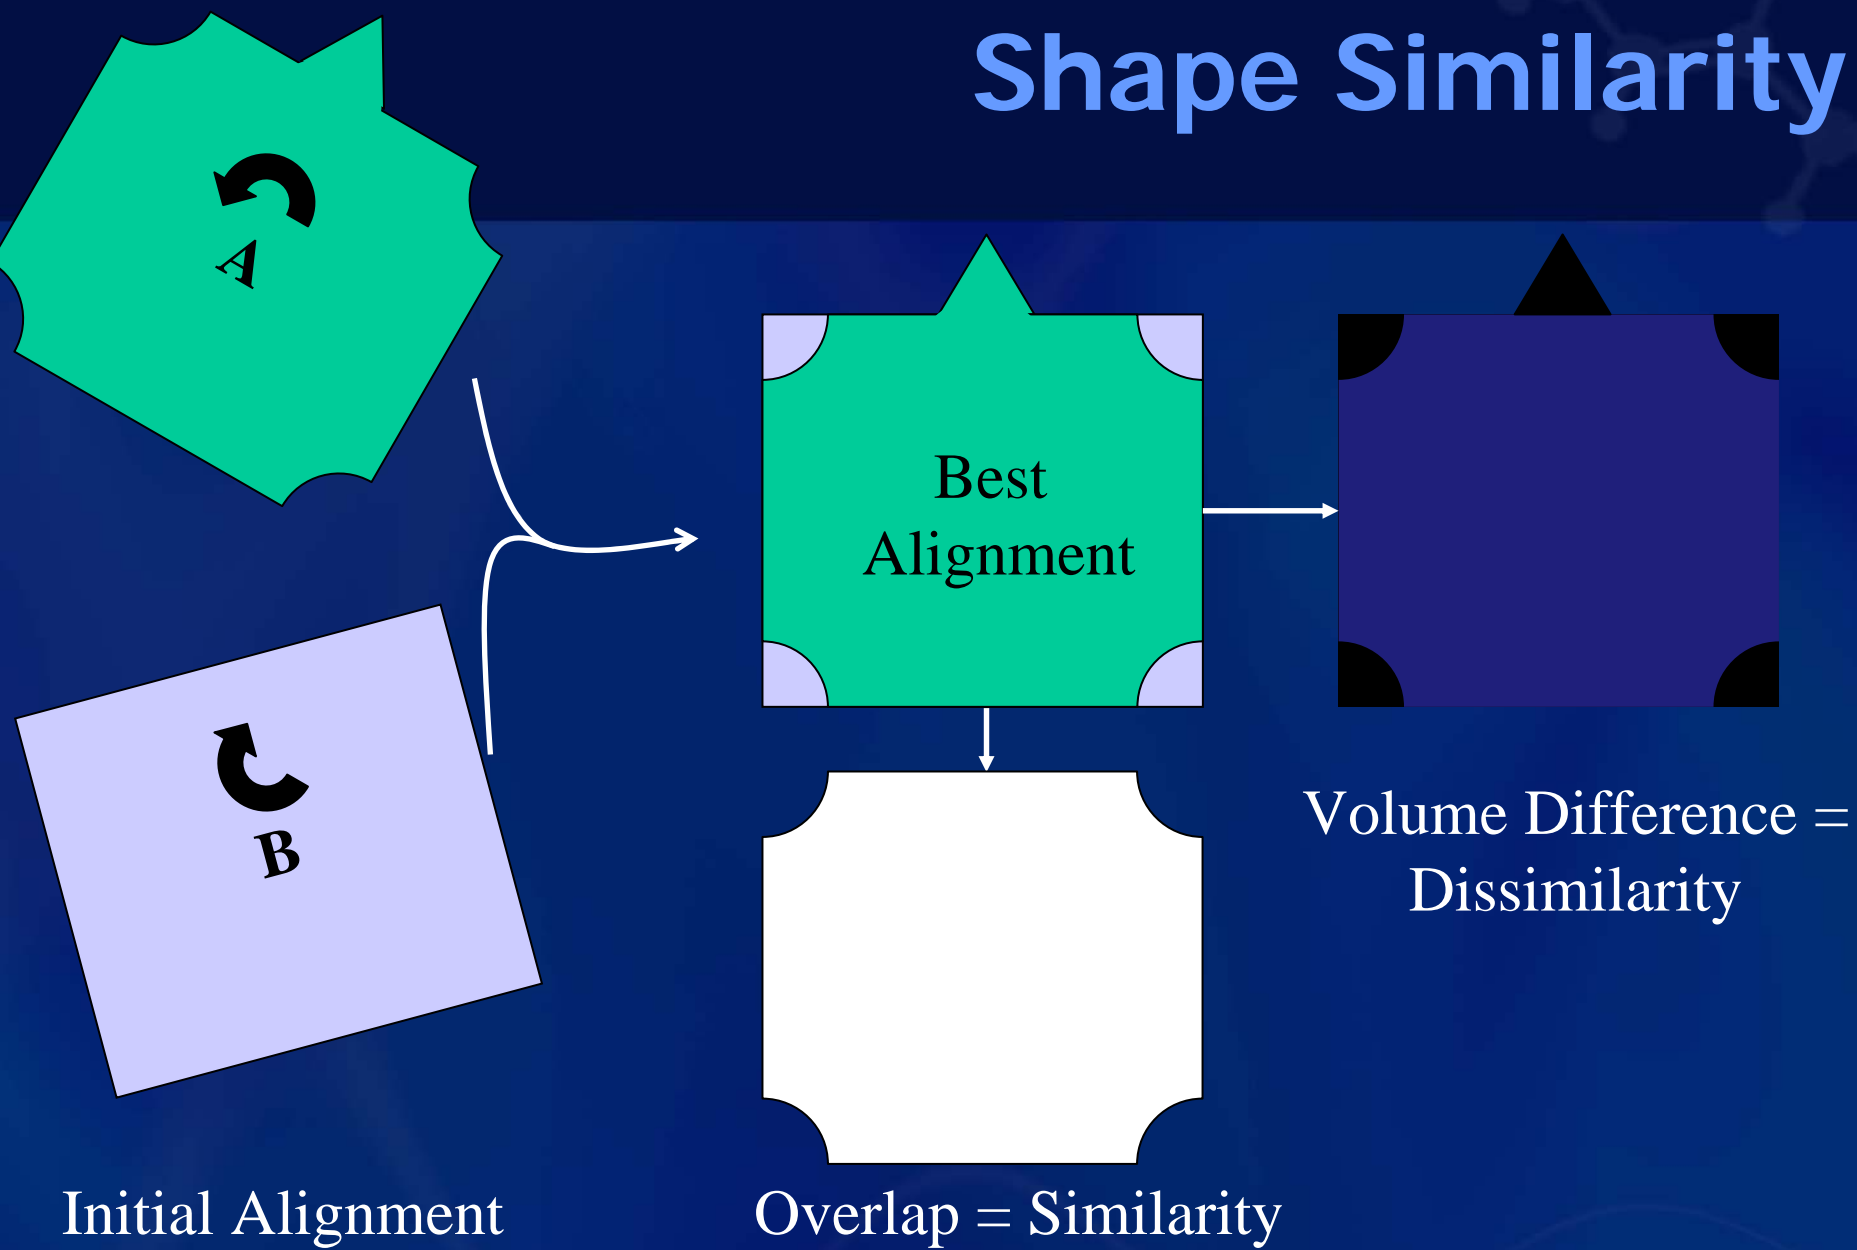 Shape Similarity
A
B
Best
Alignment
Volume Difference =
Dissimilarity
Initial Alignment
Overlap = Similarity